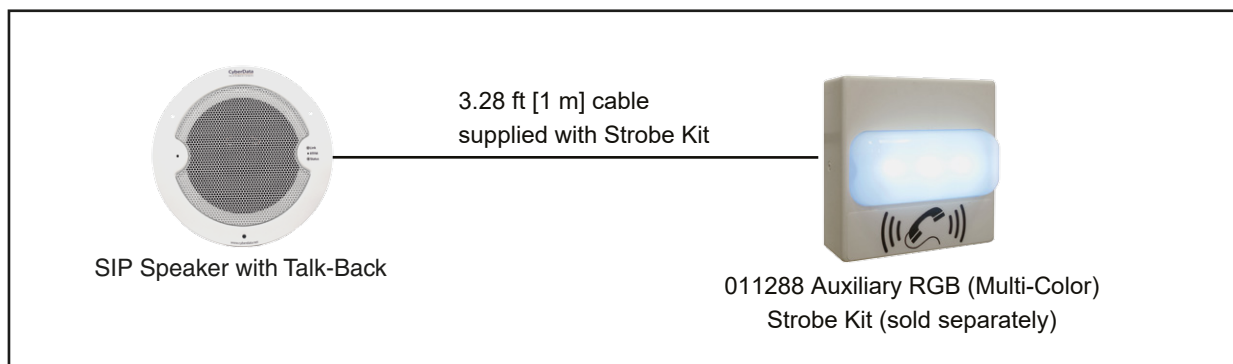 CyberData
3.28 ft [1 m] cable
supplied with Strobe Kit
SIP Speaker with Talk-Back
011288 Auxiliary RGB (Multi-Color)
Strobe Kit (sold separately)